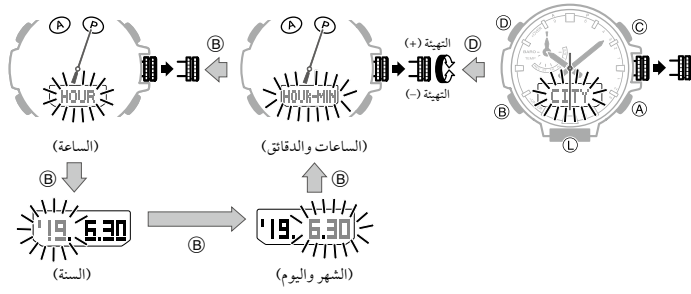 D
C
B
A
L
CITY
D
التهيئة (+)
التهيئة (−)
A P
HOUR-MIN
(الساعات والدقائق)
B
A P
HOUR
(الساعة)
B
'19. 6.30
(السنة)
B
'19. 6.30
(الشهر واليوم)
B